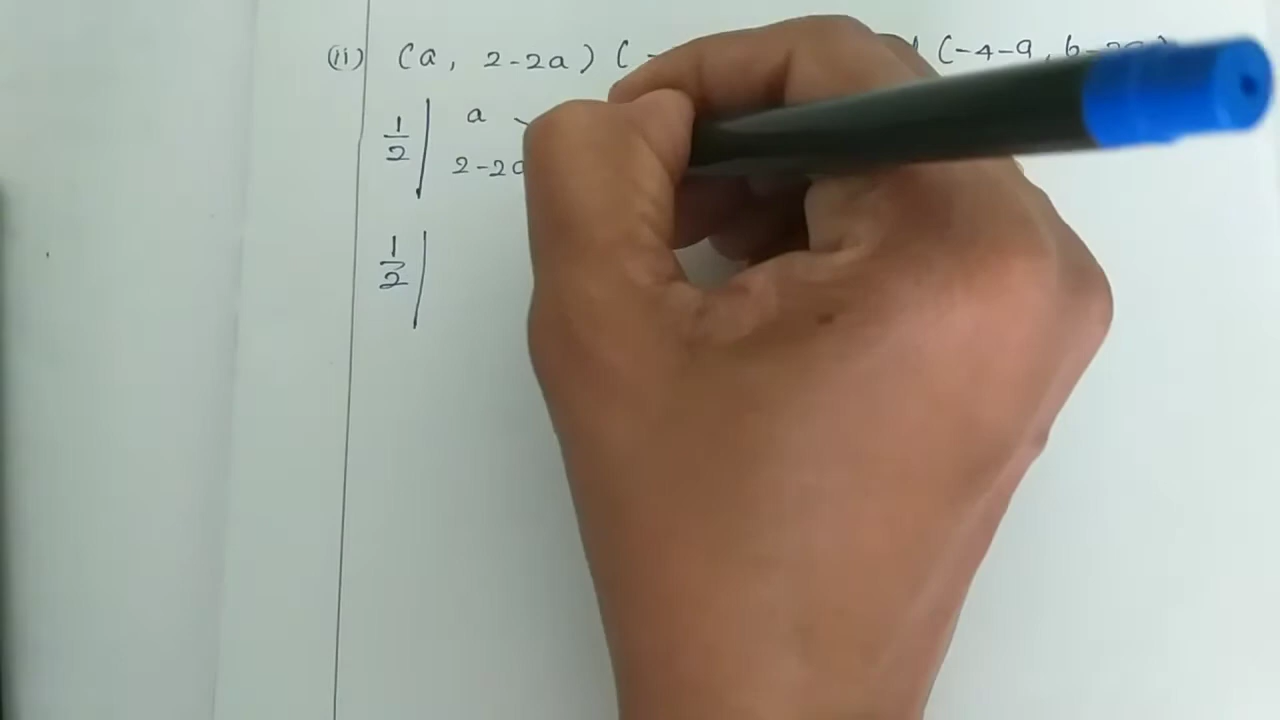 (ii) (a, 2-2a) ( (-4-a, 6-2a)
1/2 | a
2-2a
1/2 |